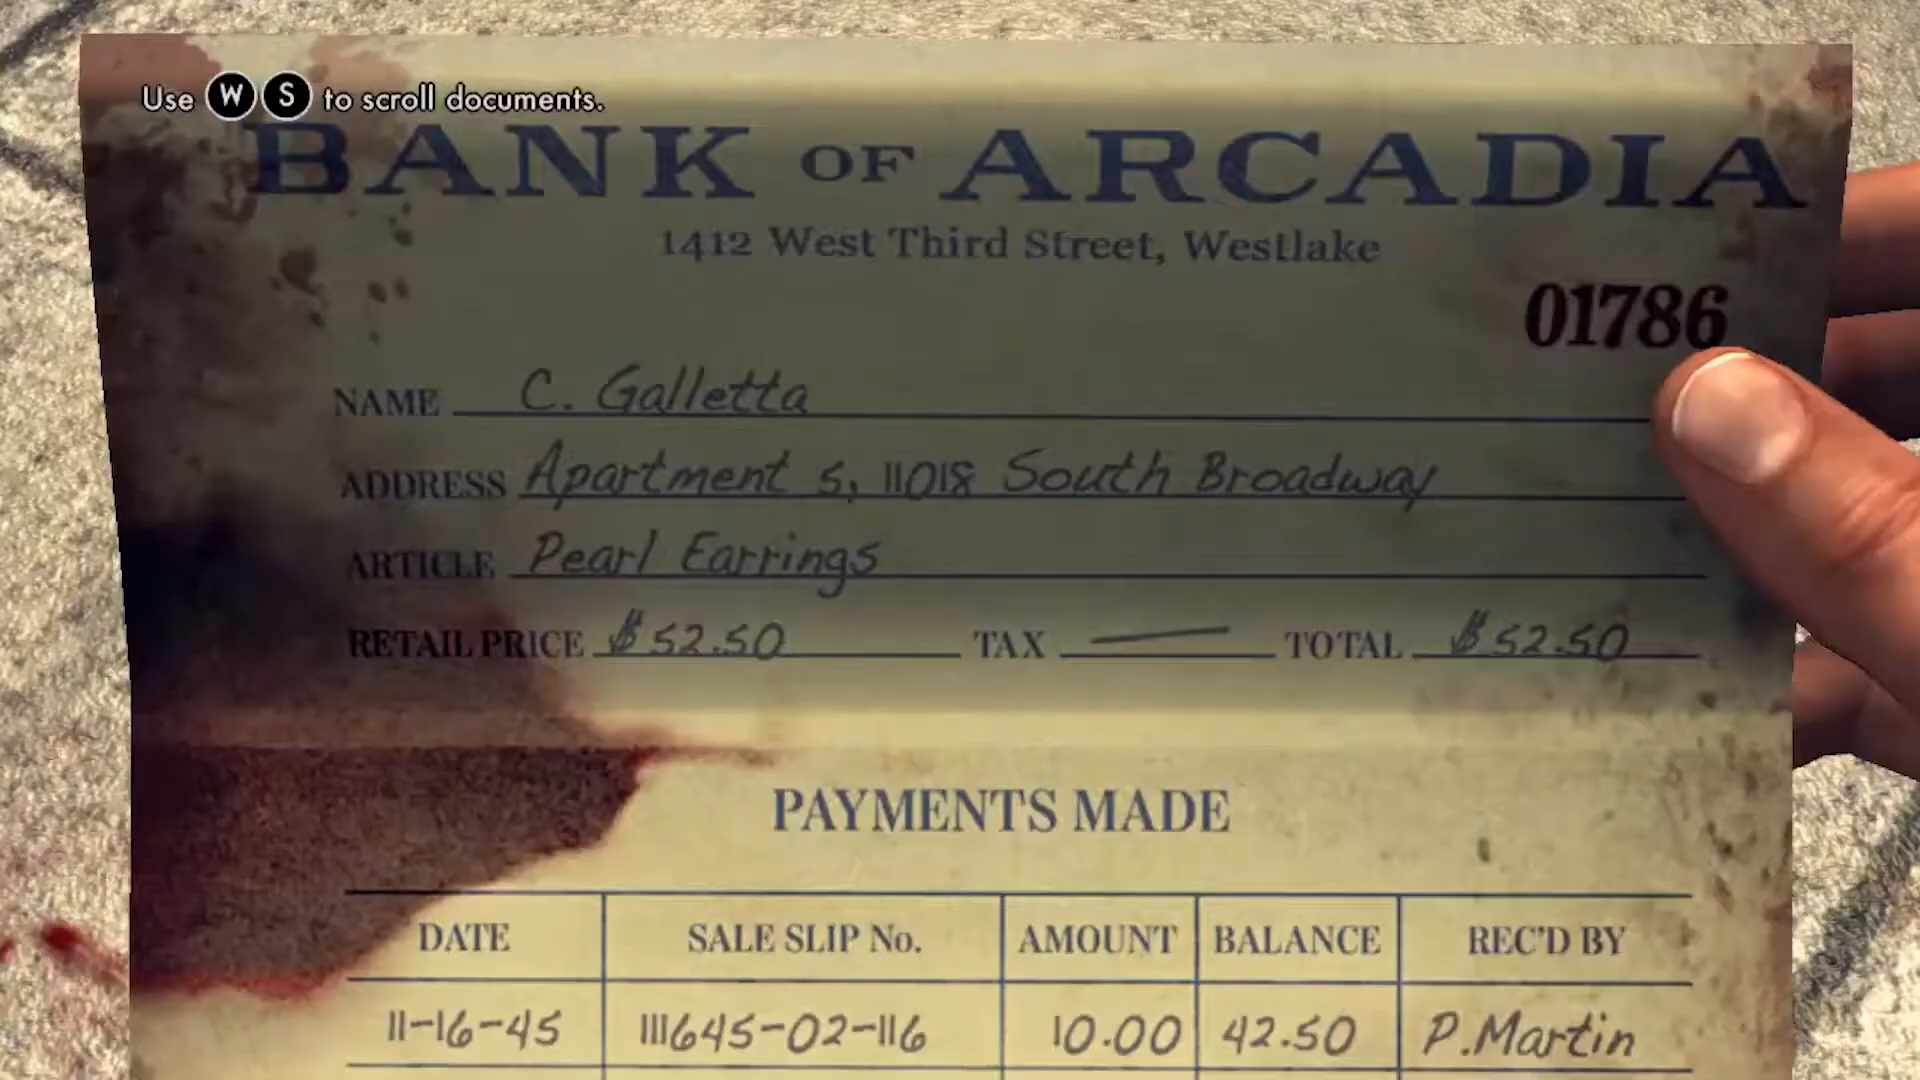 Use W S to scroll documents.
BANK OF ARCADIA
1412 West Third Street, Westlake
01786
NAME C. Galletta
ADDRESS Apartment 5, 11018 South Broadway
ARTICLE Pearl Earrings
RETAIL PRICE $52.50 TAX — TOTAL $52.50
PAYMENTS MADE
DATE SALE SLIP No. AMOUNT BALANCE REC'D BY
11-16-45 111645-02-116 10.00 42.50 P.Martin